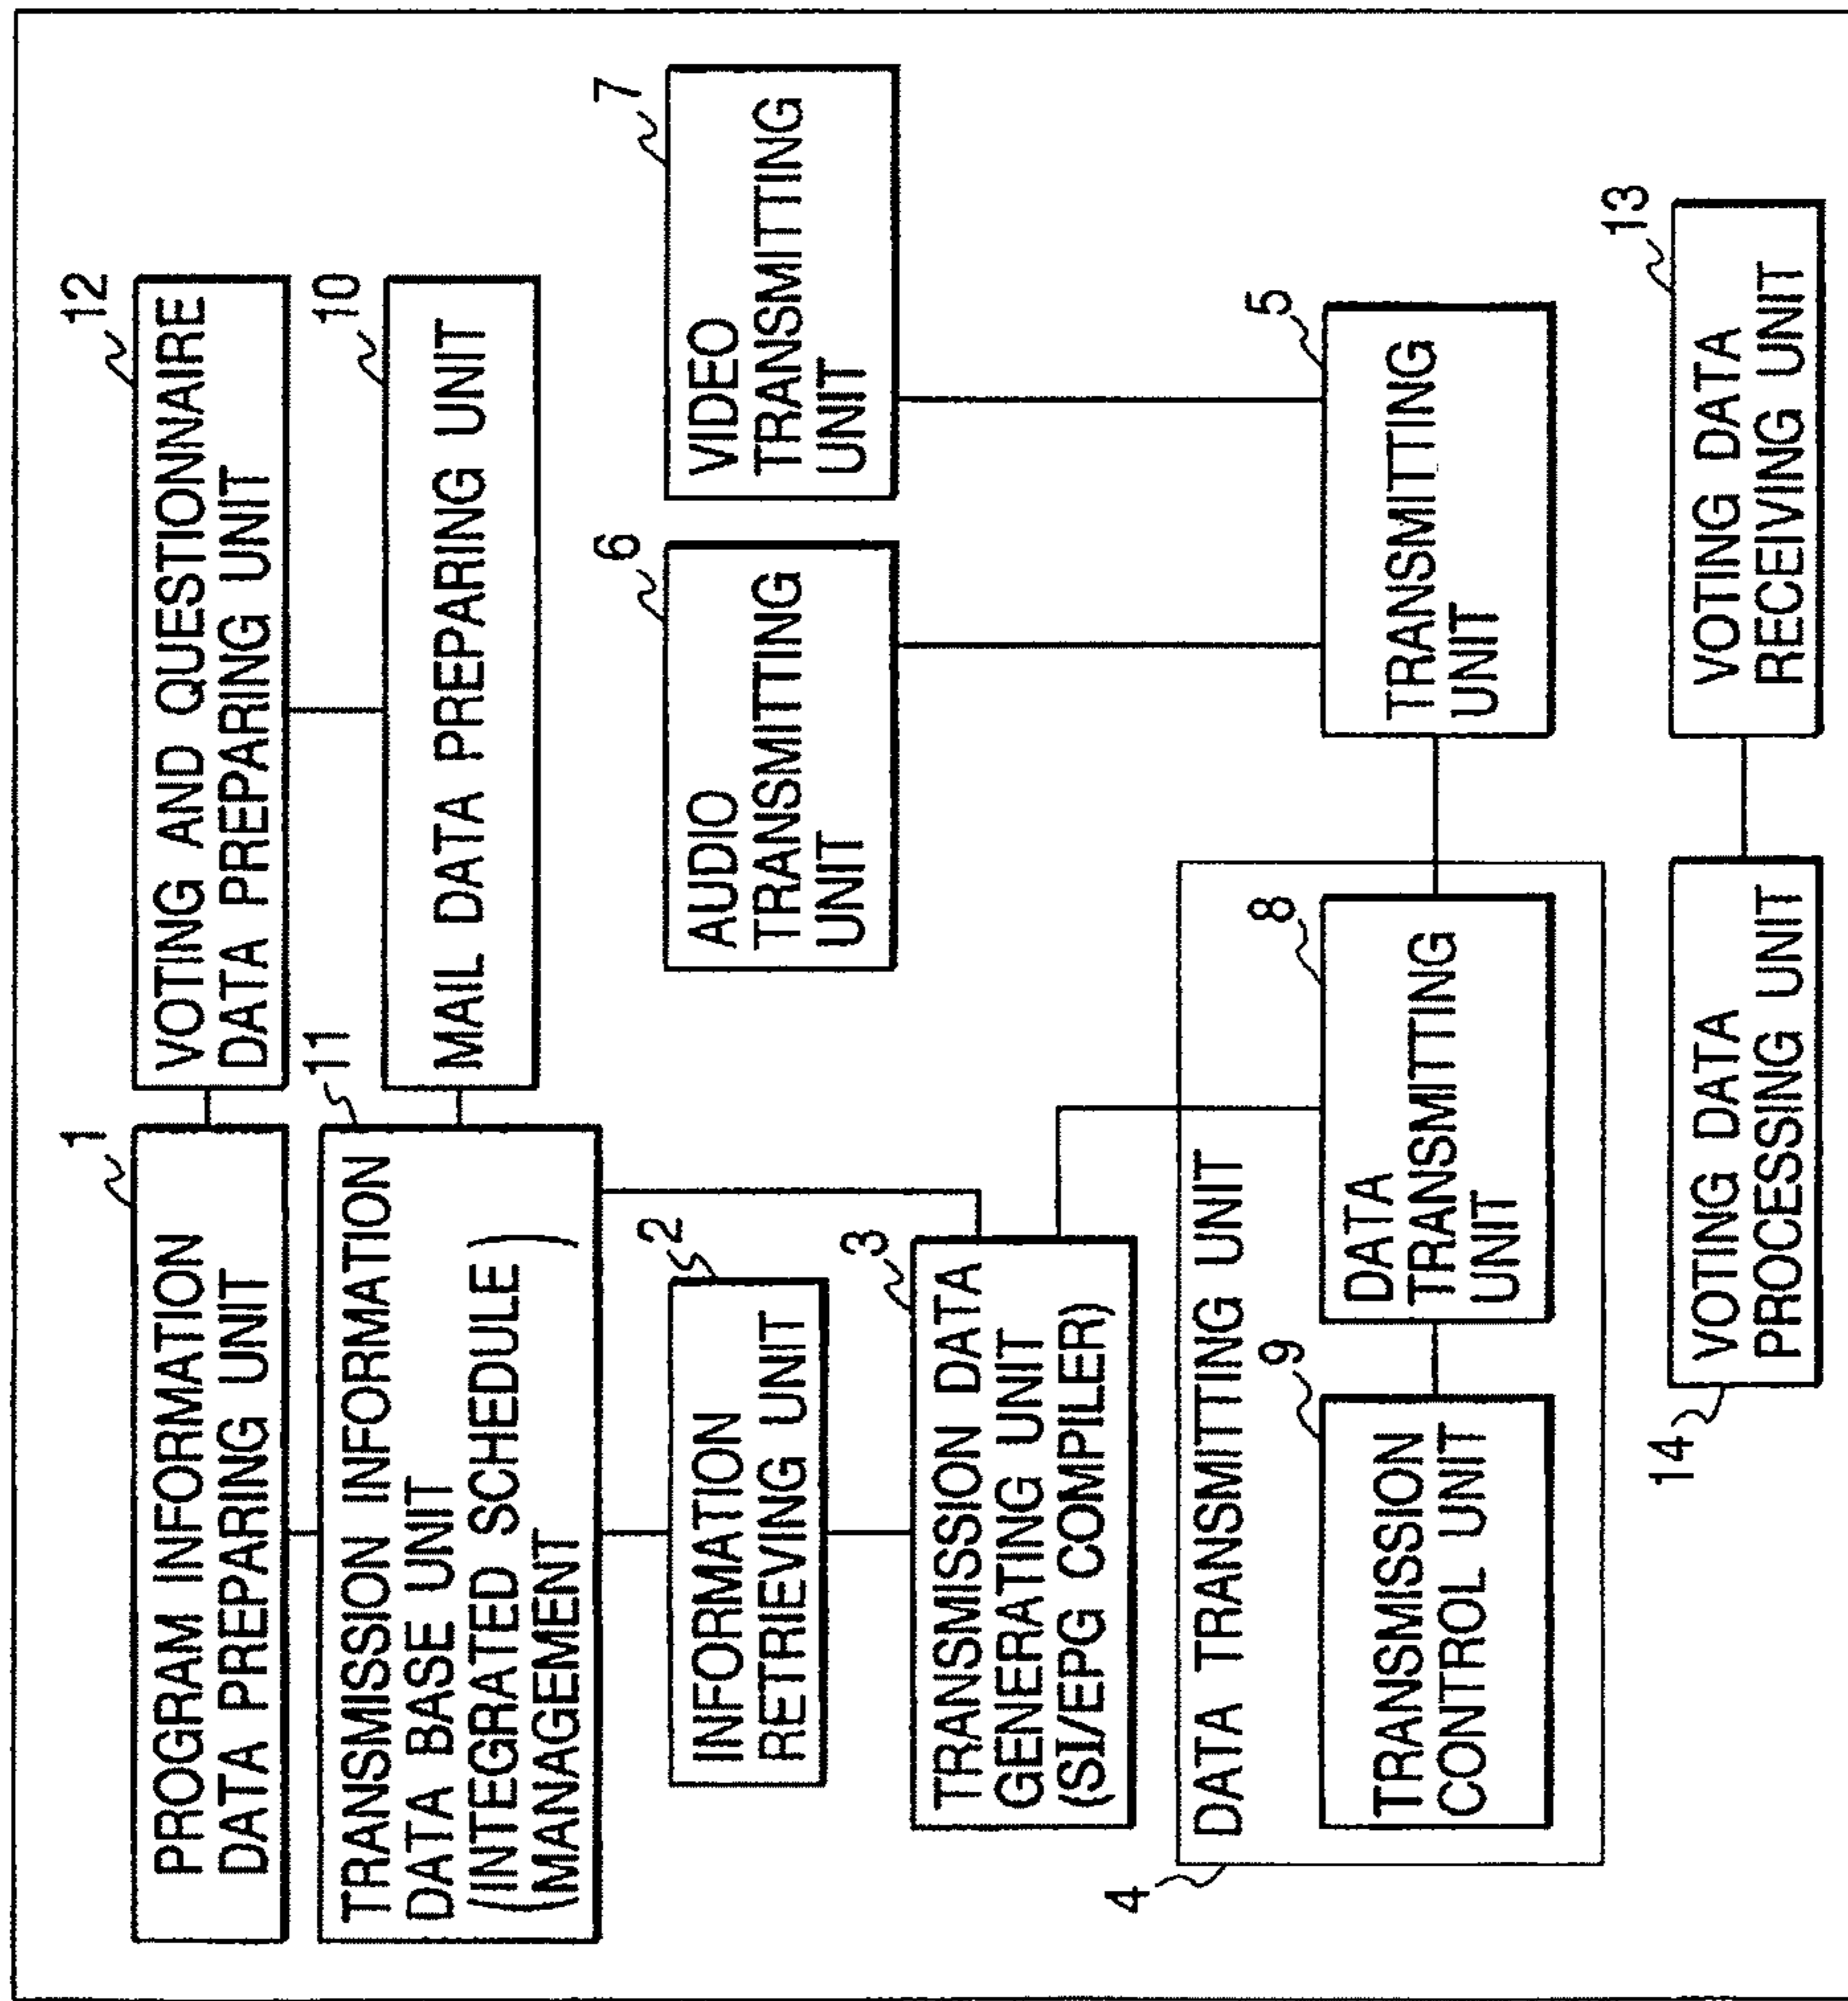 1
PROGRAM INFORMATION
DATA PREPARING UNIT
12
VOTING AND QUESTIONNAIRE
DATA PREPARING UNIT
11
TRANSMISSION INFORMATION
DATA BASE UNIT
(INTEGRATED SCHEDULE
MANAGEMENT)
10
MAIL DATA PREPARING UNIT
2
INFORMATION
RETRIEVING UNIT
6
AUDIO
TRANSMITTING
UNIT
7
VIDEO
TRANSMITTING
UNIT
3
TRANSMISSION DATA
GENERATING UNIT
(SI/EPG COMPILER)
4
DATA TRANSMITTING UNIT
9
TRANSMISSION
CONTROL UNIT
8
DATA
TRANSMITTING
UNIT
5
TRANSMITTING
UNIT
14
VOTING DATA
PROCESSING UNIT
13
VOTING DATA
RECEIVING UNIT